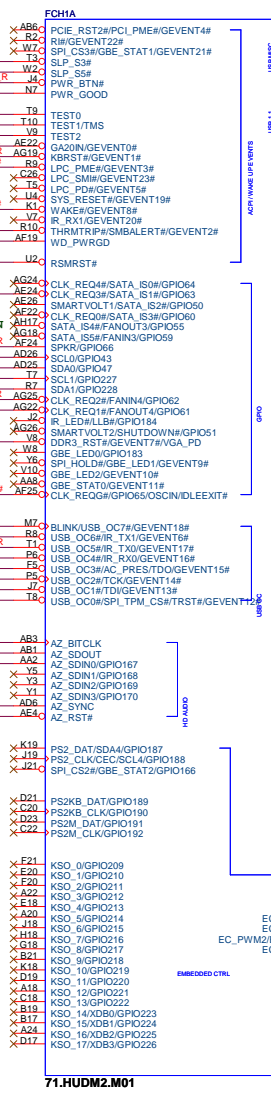 FCH1A
AB6 PCIE_RST2#/PCI_PME#/GEVENT4#
R2 RI#/GEVENT22#
W7 SPI_CS3#/GBE_STAT1/GEVENT21#
T3 SLP_S3#
W2 SLP_S5#
J4 PWR_BTN#
N7 PWR_GOOD
T9 TEST0
T10 TEST1/TMS
V9 TEST2
AE22 GA20IN/GEVENT0#
AG19 KBRST#/GEVENT1#
R9 LPC_PME#/GEVENT3#
C26 LPC_SMI#/GEVENT23#
T5 LPC_PD#/GEVENT5#
U4 SYS_RESET#/GEVENT19#
K1 WAKE#/GEVENT8#
V7 IR_RX1/GEVENT20#
R10 THRMTRIP#/SMBALERT#/GEVENT2#
AF19 WD_PWRGD
U2 RSMRST#
ACPI / WAKE UP EVENTS
USB 1.1
AG24 CLK_REQ4#/SATA_IS0#/GPIO64
AE24 CLK_REQ3#/SATA_IS1#/GPIO63
AE26 SMARTVOLT1/SATA_IS2#/GPIO50
AF22 CLK_REQ0#/SATA_IS3#/GPIO60
AH17 SATA_IS4#/FANOUT3/GPIO55
AG18 SATA_IS5#/FANIN3/GPIO59
AF24 SPKR/GPIO66
AD26 SCL0/GPIO43
AD25 SDA0/GPIO47
T7 SCL1/GPIO227
R7 SDA1/GPIO228
AG25 CLK_REQ2#/FANIN4/GPIO62
AG22 CLK_REQ1#/FANOUT4/GPIO61
J2 IR_LED#/LLB#/GPIO184
AG26 SMARTVOLT2/SHUTDOWN#/GPIO51
V8 DDR3_RST#/GEVENT7#/VGA_PD
W8 GBE_LED0/GPIO183
Y6 SPI_HOLD#/GBE_LED1/GEVENT9#
V10 GBE_LED2/GEVENT10#
AA8 GBE_STAT0/GEVENT11#
AF25 CLK_REQG#/GPIO65/OSCIN/IDLEEXIT#
GPIO
M7 BLINK/USB_OC7#/GEVENT18#
R8 USB_OC6#/IR_TX1/GEVENT6#
T1 USB_OC5#/IR_TX0/GEVENT17#
P6 USB_OC4#/IR_RX0/GEVENT16#
F5 USB_OC3#/AC_PRES/TDO/GEVENT15#
P5 USB_OC2#/TCK/GEVENT14#
J7 USB_OC1#/TDI/GEVENT13#
T8 USB_OC0#/SPI_TPM_CS#/TRST#/GEVENT12#
USB OC
AB3 AZ_BITCLK
AB1 AZ_SDOUT
AA2 AZ_SDIN0/GPIO167
Y5 AZ_SDIN1/GPIO168
Y3 AZ_SDIN2/GPIO169
Y1 AZ_SDIN3/GPIO170
AD6 AZ_SYNC
AE4 AZ_RST#
HD AUDIO
K19 PS2_DAT/SDA4/GPIO187
J19 PS2_CLK/CEC/SCL4/GPIO188
J21 SPI_CS2#/GBE_STAT2/GPIO166
D21 PS2KB_DAT/GPIO189
C20 PS2KB_CLK/GPIO190
D23 PS2M_DAT/GPIO191
C22 PS2M_CLK/GPIO192
F21 KSO_0/GPIO209
E20 KSO_1/GPIO210
F20 KSO_2/GPIO211
A22 KSO_3/GPIO212
E18 KSO_4/GPIO213
A20 KSO_5/GPIO214
J18 KSO_6/GPIO215
H18 KSO_7/GPIO216
G18 KSO_8/GPIO217
B21 KSO_9/GPIO218
K18 KSO_10/GPIO219
D19 KSO_11/GPIO220
A18 KSO_12/GPIO221
C18 KSO_13/GPIO222
B19 KSO_14/XDB0/GPIO223
B17 KSO_15/XDB1/GPIO224
A24 KSO_16/XDB2/GPIO225
D17 KSO_17/XDB3/GPIO226
EC
EC
EC_PWM2/
EC
EMBEDDED CTRL
71.HUDM2.M01